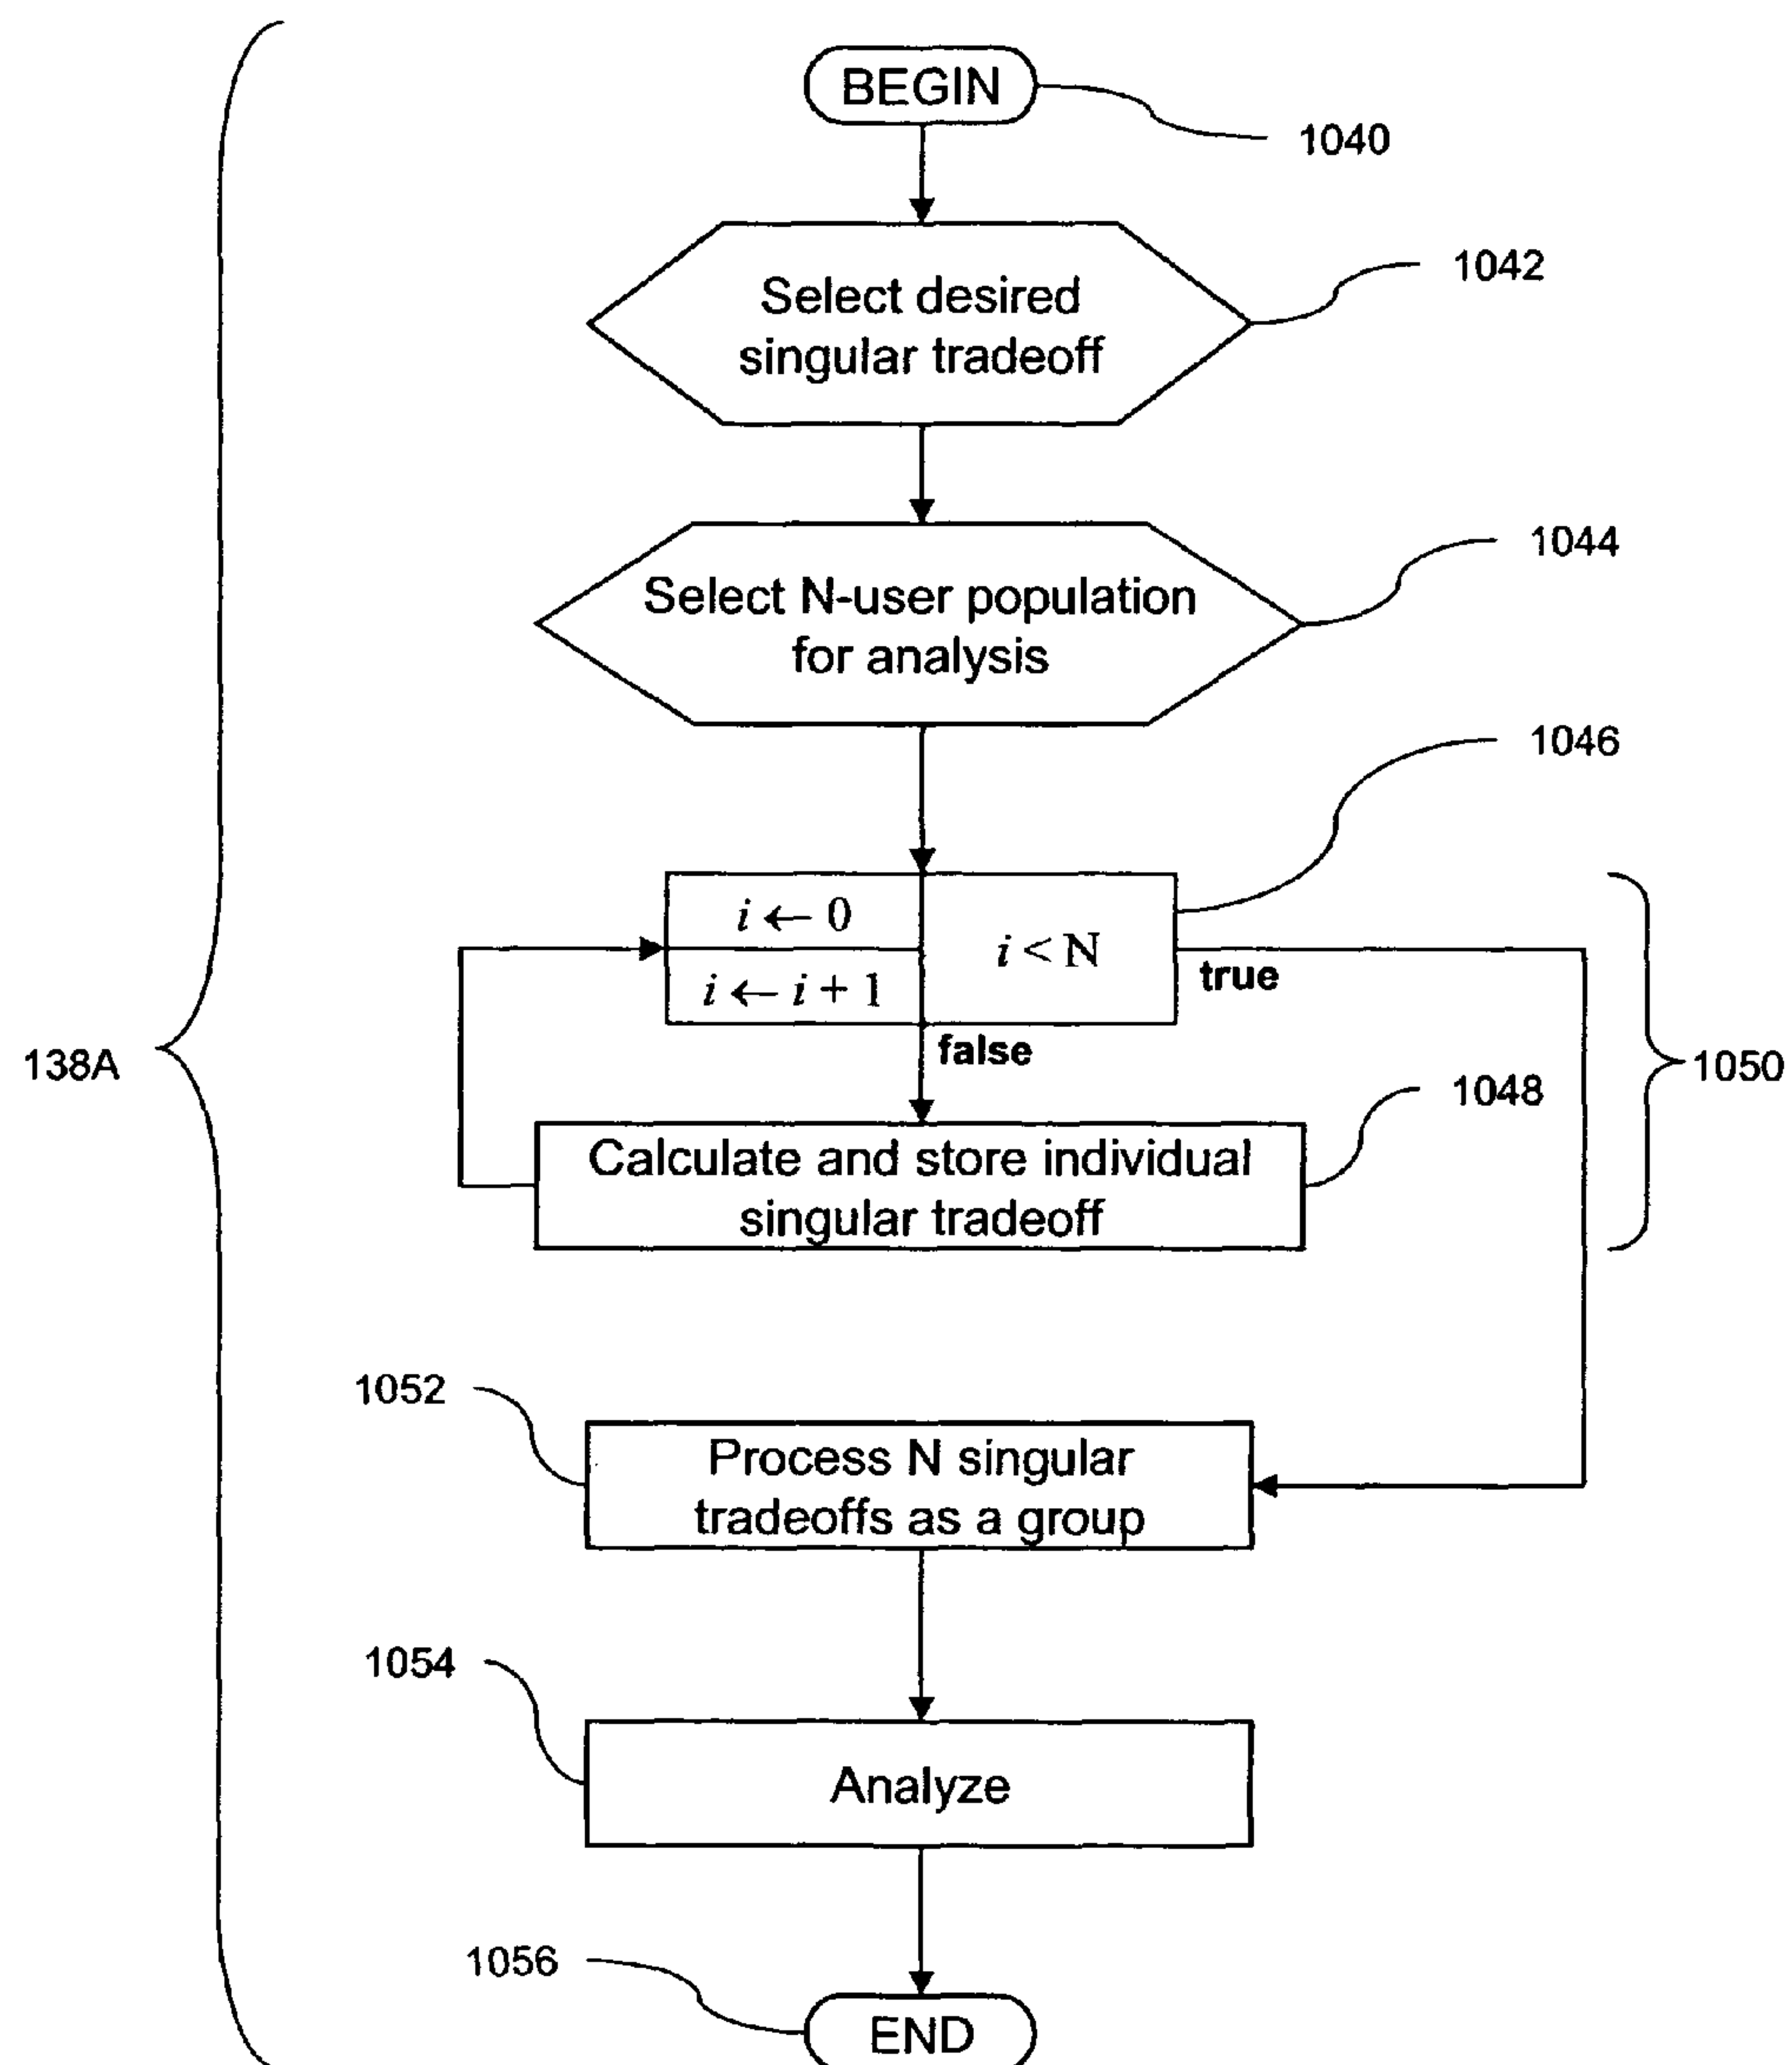 BEGIN
1040
Select desired
singular tradeoff
1042
Select N-user population
for analysis
1044
1046
i ← 0
i < N
i ← i + 1
true
false
138A
1050
1048
Calculate and store individual
singular tradeoff
1052
Process N singular
tradeoffs as a group
1054
Analyze
1056
END